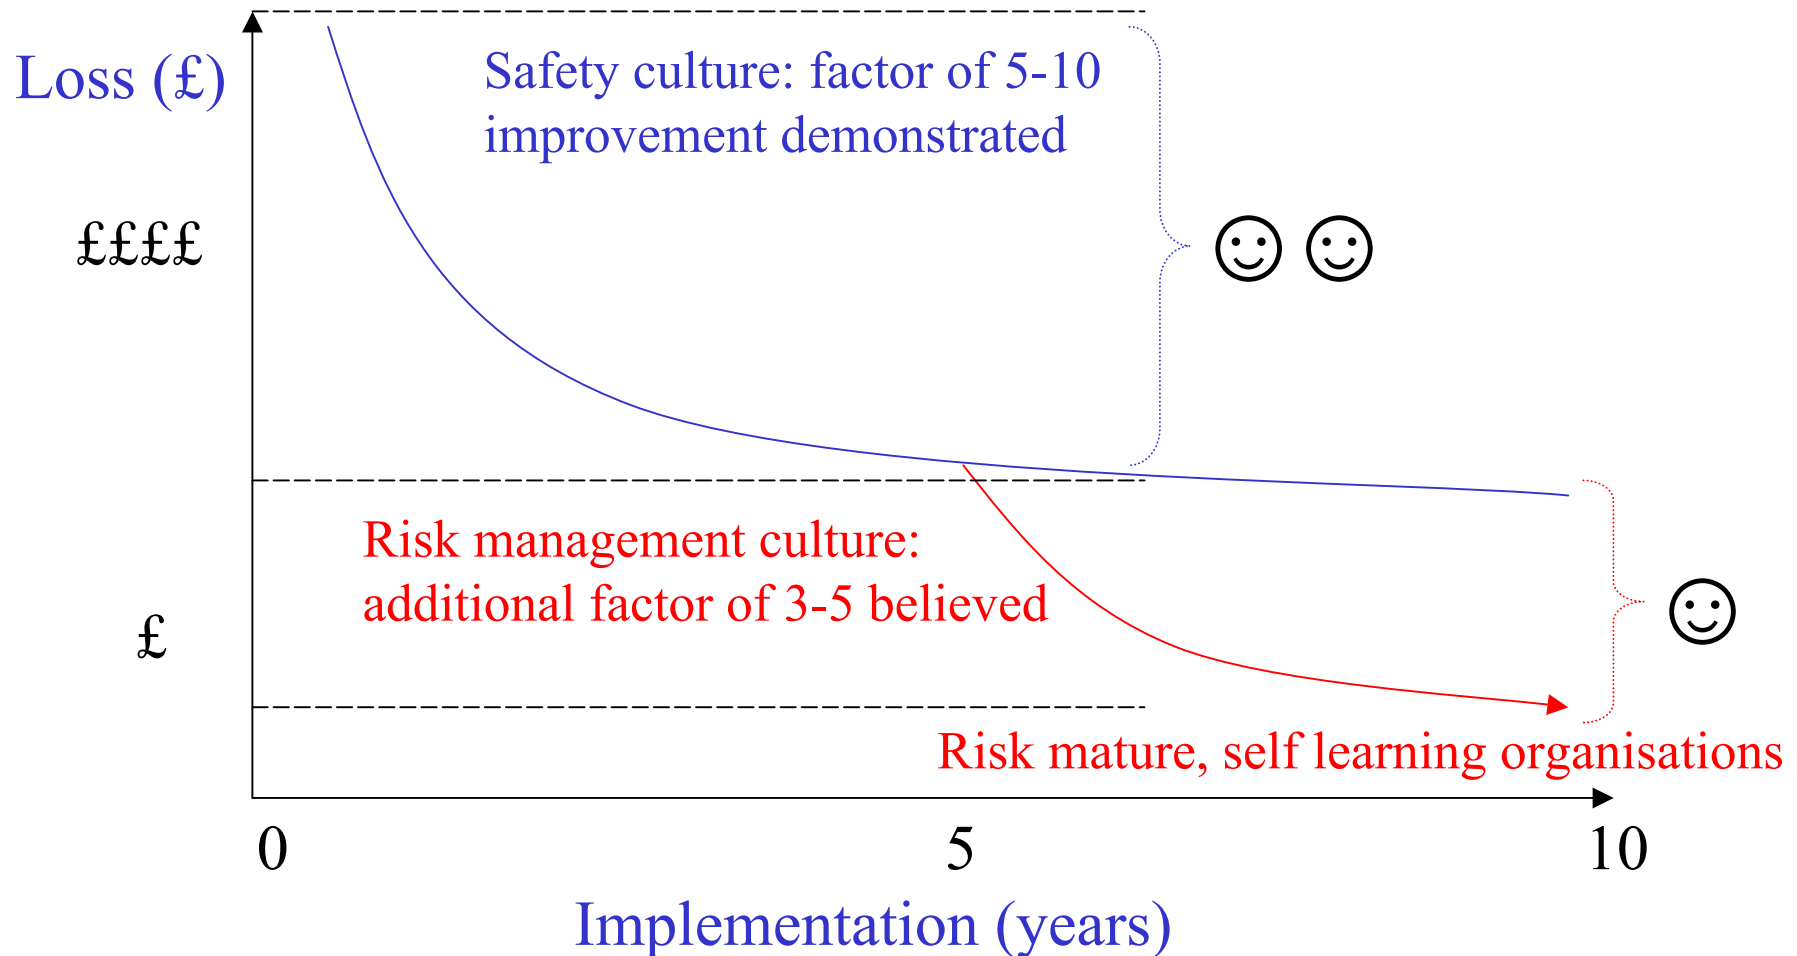 Loss (£)
Safety culture: factor of 5-10
improvement demonstrated
££££
Risk management culture:
additional factor of 3-5 believed
£
Risk mature, self learning organisations
0 5 10
Implementation (years)